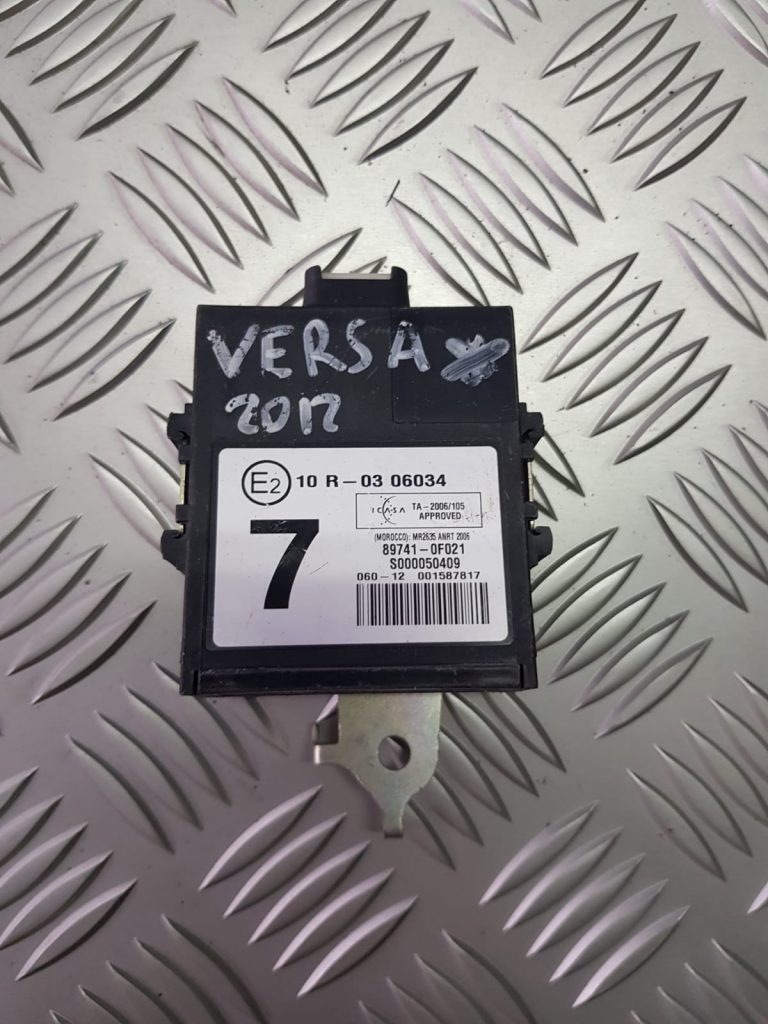 VERSA
2012
E2 10 R-03 06034
7
ICASA TA-2006/105
APPROVED
(MOROCCO): MR2635 ANRT 2006
89741-0F021
S000050409
060-12 001587817